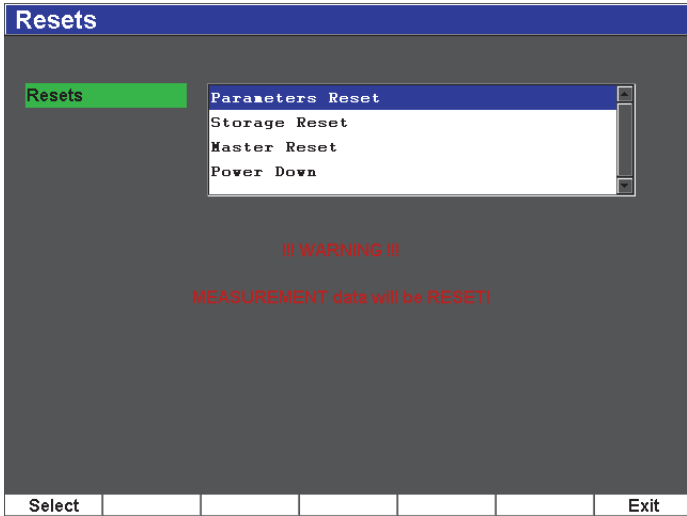 Resets
Resets
Parameters Reset
Storage Reset
Master Reset
Power Down
!!! WARNING !!!
MEASUREMENT data will be RESET!
Select
Exit